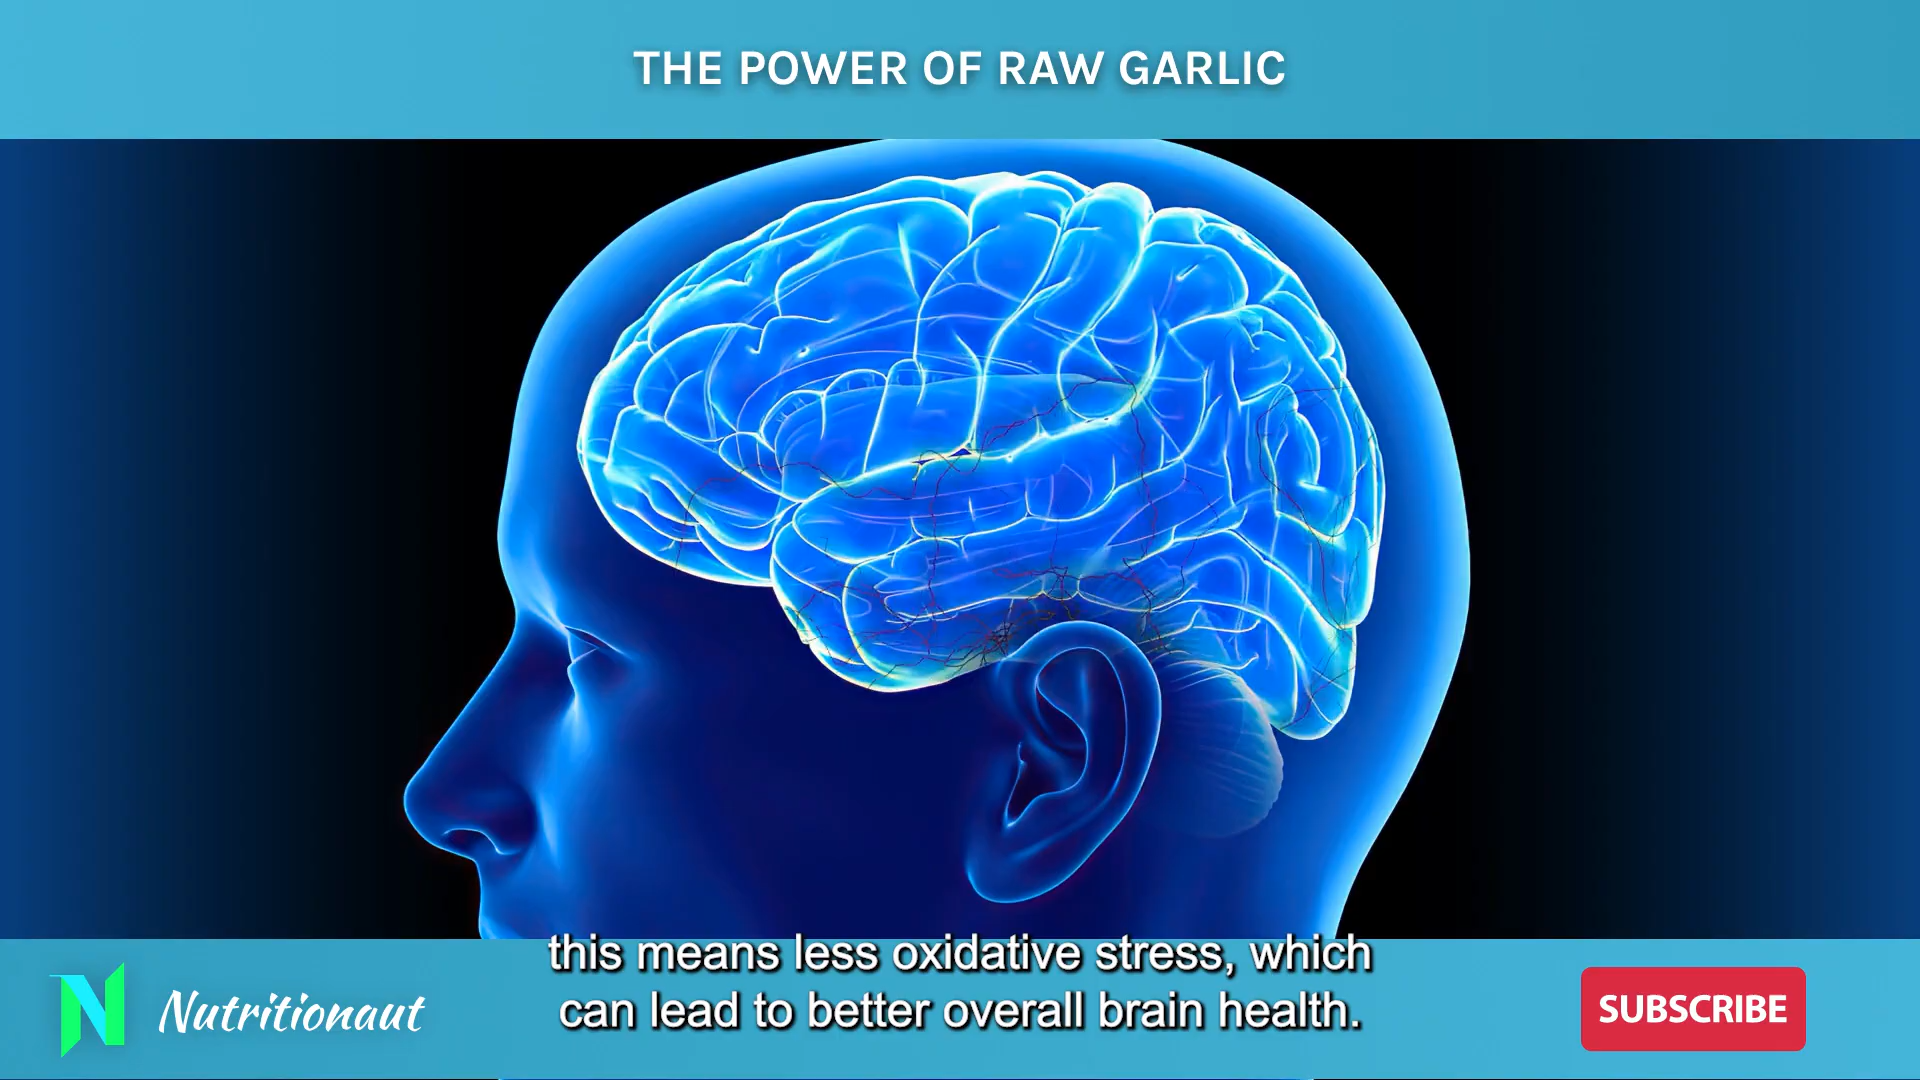 THE POWER OF RAW GARLIC
this means less oxidative stress, which
can lead to better overall brain health.
Nutritionaut
SUBSCRIBE